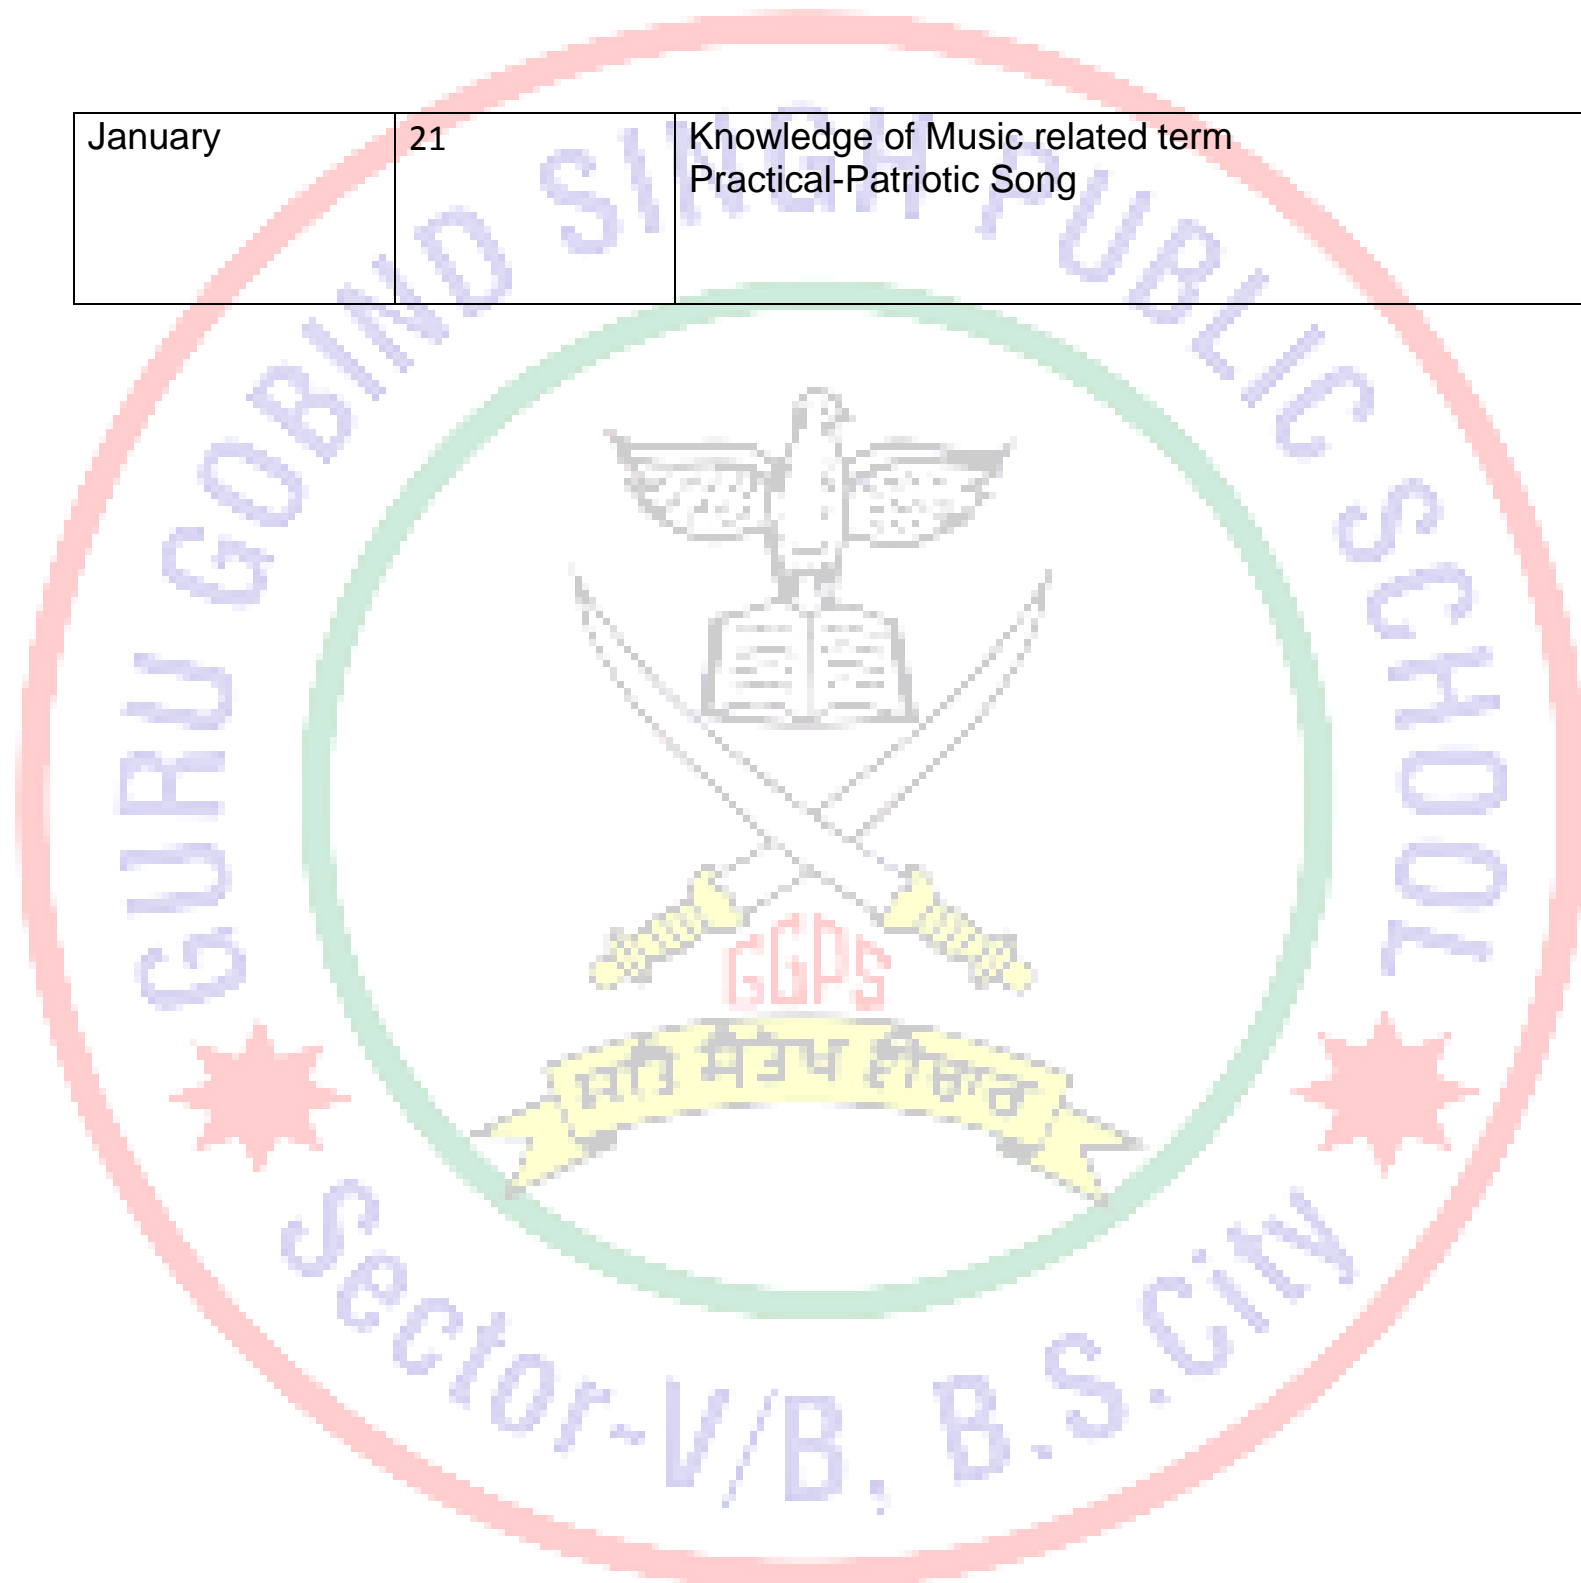 January 21 Knowledge of Music related term
Practical-Patriotic Song
GURU GOBIND SINGH PUBLIC SCHOOL
GGPS
Sector-V/B, B.S.City